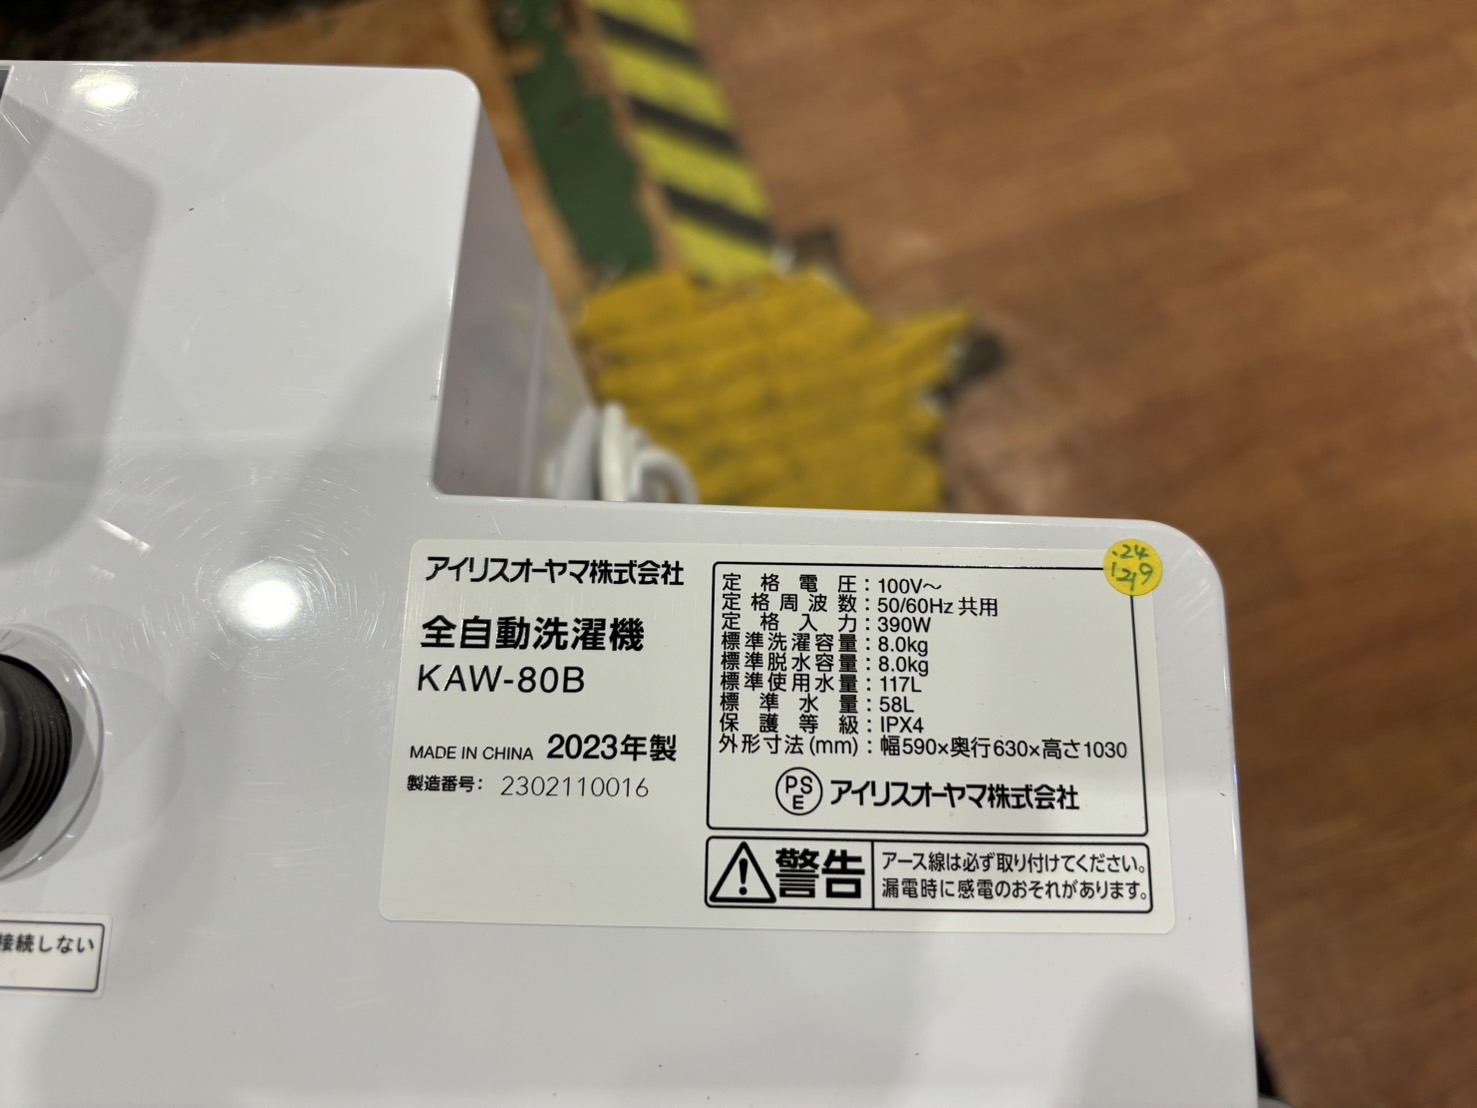 アイリスオーヤマ株式会社
全自動洗濯機
KAW-80B
MADE IN CHINA 2023年製
製造番号: 2302110016
定格電圧:100V～
定格周波数:50/60Hz共用
定格入力:390W
標準洗濯容量:8.0kg
標準脱水容量:8.0kg
標準使用水量:117L
標準水量:58L
保護等級:IPX4
外形寸法(mm):幅590×奥行630×高さ1030
PSE アイリスオーヤマ株式会社
警告
アース線は必ず取り付けてください。
漏電時に感電のおそれがあります。
接続しない